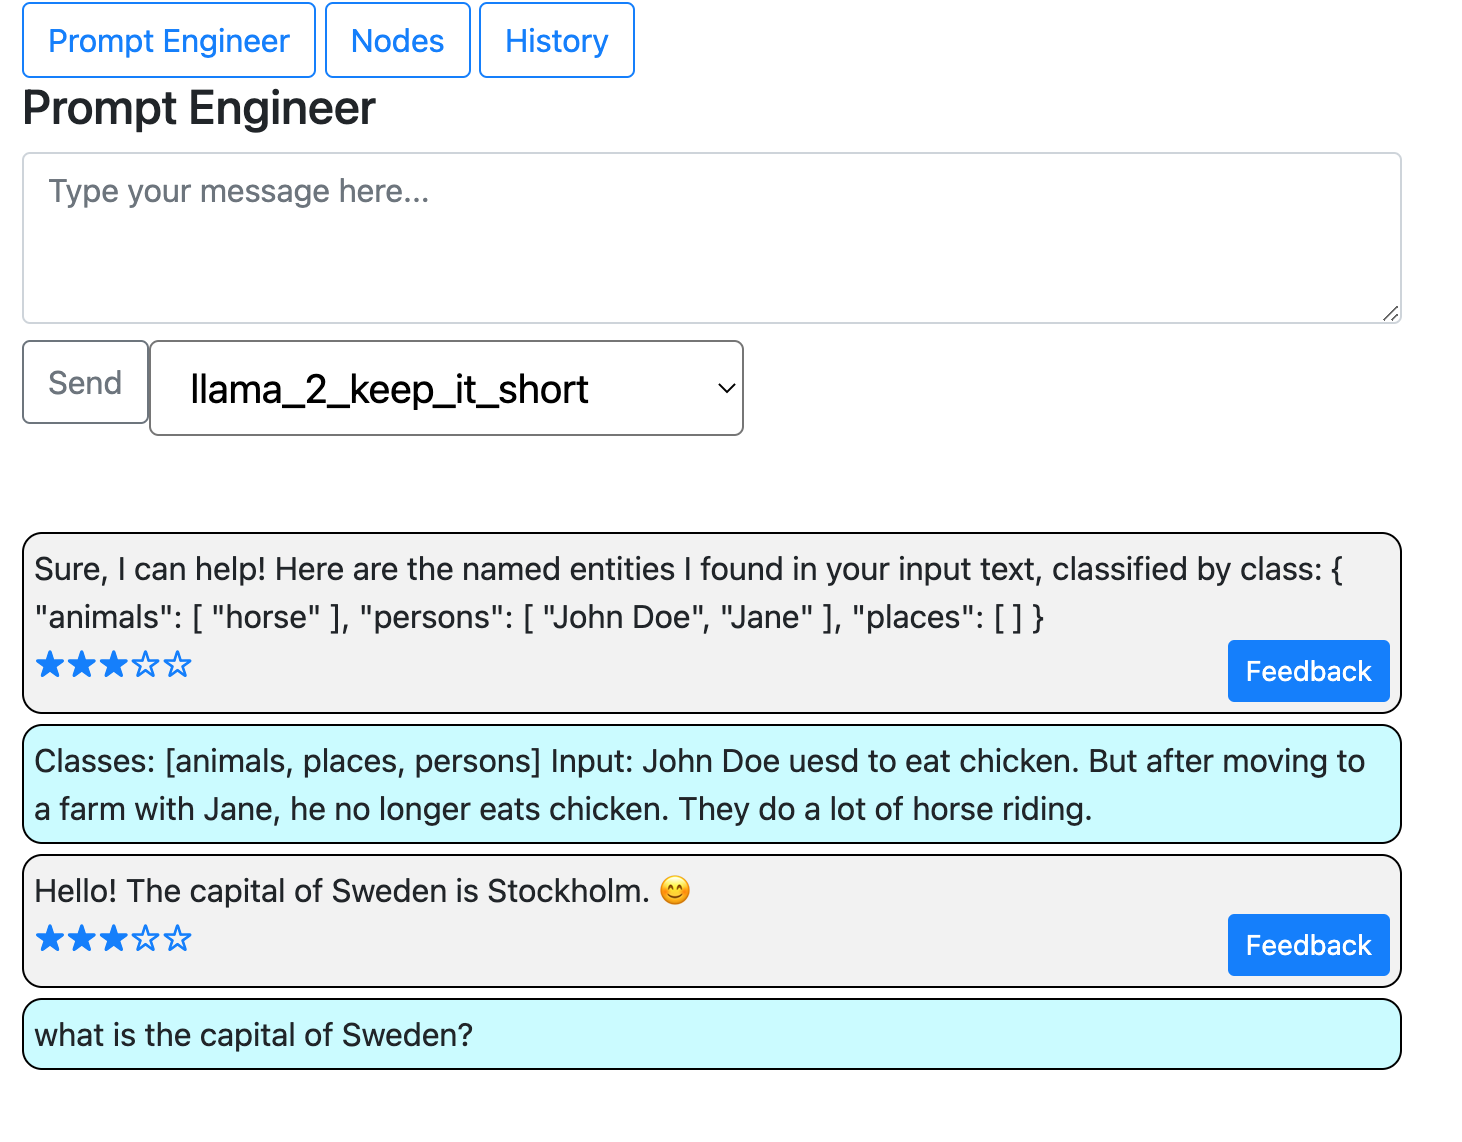 Prompt Engineer Nodes History
Prompt Engineer
Type your message here...
Send llama_2_keep_it_short
Sure, I can help! Here are the named entities I found in your input text, classified by class: {
"animals": [ "horse" ], "persons": [ "John Doe", "Jane" ], "places": [ ] }
Feedback
Classes: [animals, places, persons] Input: John Doe uesd to eat chicken. But after moving to
a farm with Jane, he no longer eats chicken. They do a lot of horse riding.
Hello! The capital of Sweden is Stockholm. 😊
Feedback
what is the capital of Sweden?